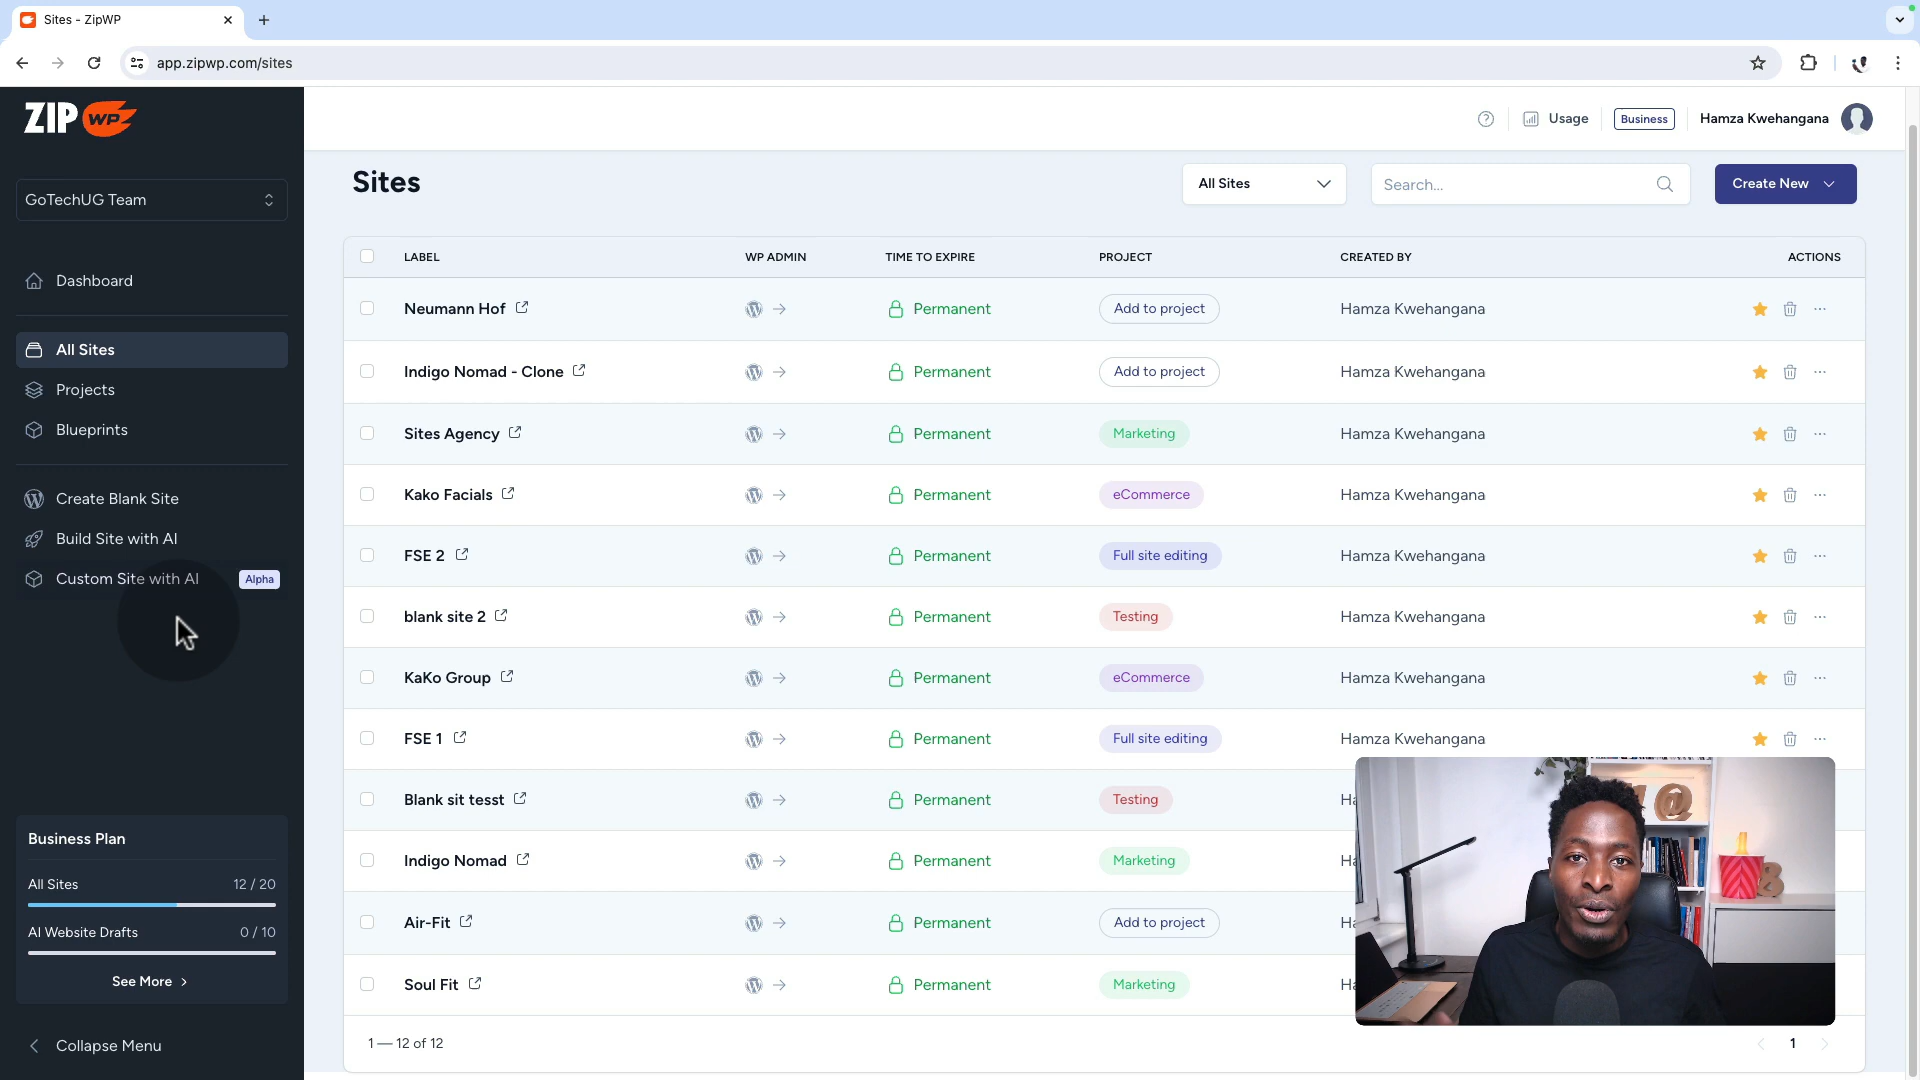 Sites - ZipWP
app.zipwp.com/sites
ZIP WP
Usage
Business
Hamza Kwehangana
GoTechUG Team
Dashboard
All Sites
Projects
Blueprints
Create Blank Site
Build Site with AI
Custom Site with AI Alpha
Business Plan
All Sites 12 / 20
AI Website Drafts 0 / 10
See More
Collapse Menu
Sites
All Sites
Search...
Create New
LABEL WP ADMIN TIME TO EXPIRE PROJECT CREATED BY ACTIONS
Neumann Hof Permanent Add to project Hamza Kwehangana
Indigo Nomad - Clone Permanent Add to project Hamza Kwehangana
Sites Agency Permanent Marketing Hamza Kwehangana
Kako Facials Permanent eCommerce Hamza Kwehangana
FSE 2 Permanent Full site editing Hamza Kwehangana
blank site 2 Permanent Testing Hamza Kwehangana
KaKo Group Permanent eCommerce Hamza Kwehangana
FSE 1 Permanent Full site editing Hamza Kwehangana
Blank sit tesst Permanent Testing
Indigo Nomad Permanent Marketing
Air-Fit Permanent Add to project
Soul Fit Permanent Marketing
1 — 12 of 12
1